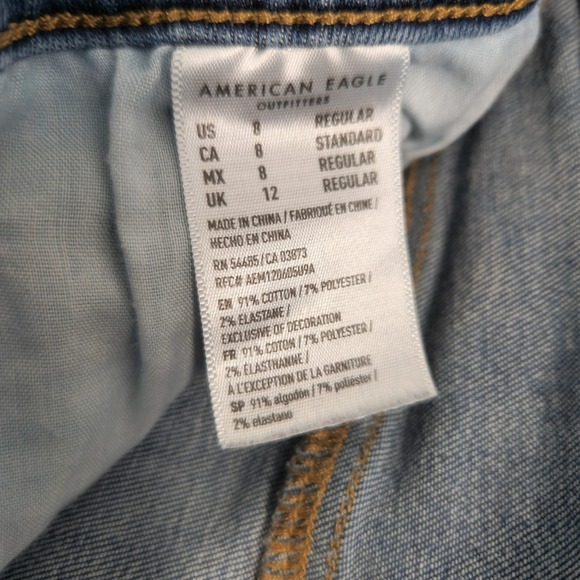 AMERICAN EAGLE
OUTFITTERS
US 8 REGULAR
CA 8 STANDARD
MX 8 REGULAR
UK 12 REGULAR
MADE IN CHINA / FABRIQUÉ EN CHINE /
HECHO EN CHINA
RN 54485/CA 03873
RFC# AEM120605U9A
EN 91% COTTON / 7% POLYESTER /
2% ELASTANE /
EXCLUSIVE OF DECORATION
FR 91% COTON / 7% POLYESTER /
2% ÉLASTHANNE /
À L'EXCEPTION DE LA GARNITURE
SP 91% algodón / 7% poliéster /
2% elastano